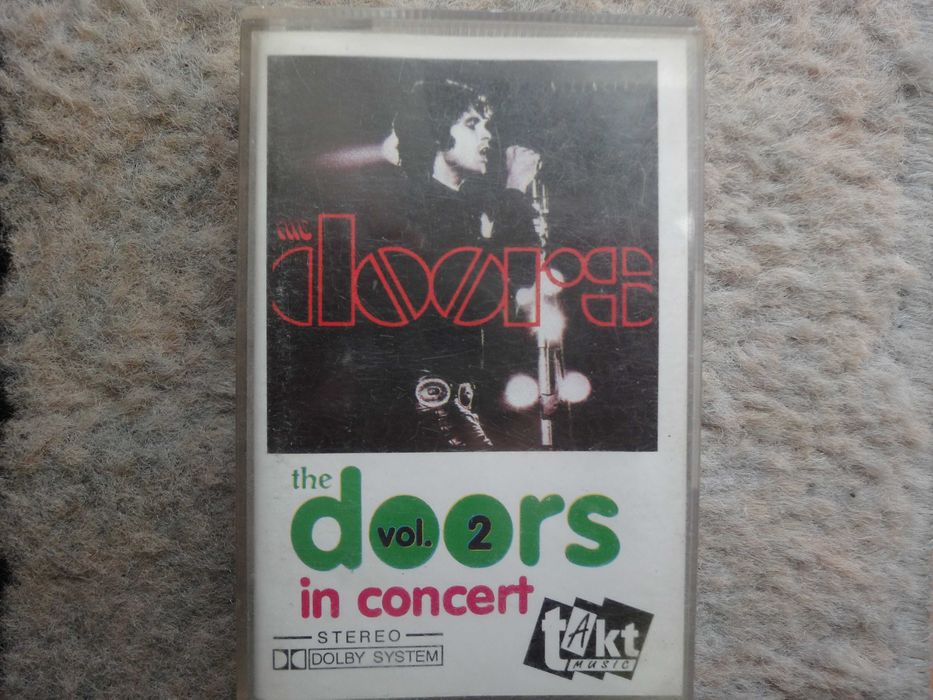 THE
doors
the
doors
vol. 2
in concert
STEREO
DOLBY SYSTEM
takt
MUSIC